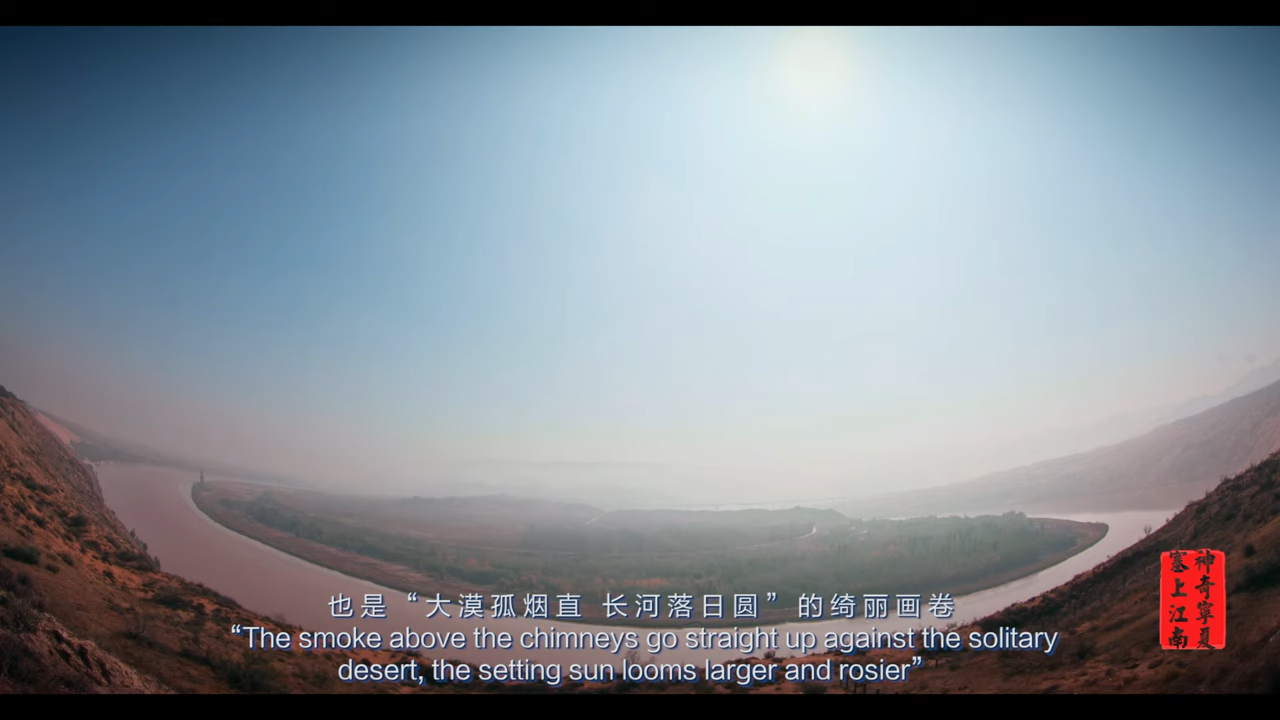 神奇寧夏
塞上江南
也是“大漠孤烟直 长河落日圆”的绮丽画卷
“The smoke above the chimneys go straight up against the solitary
desert, the setting sun looms larger and rosier”